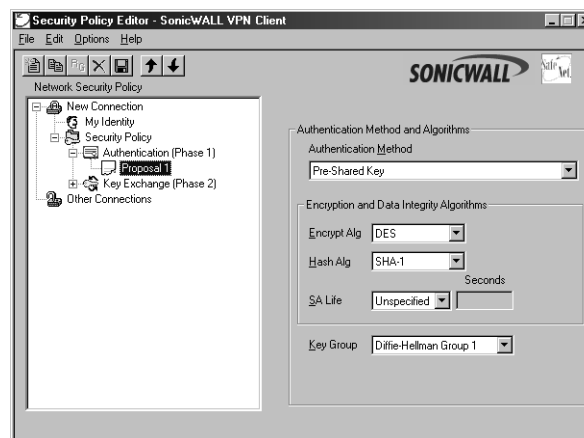 Security Policy Editor - SonicWALL VPN Client
File Edit Options Help
SONICWALL
Safe Net.
Network Security Policy
New Connection
My Identity
Security Policy
Authentication (Phase 1)
Proposal 1
Key Exchange (Phase 2)
Other Connections
Authentication Method and Algorithms
Authentication Method
Pre-Shared Key
Encryption and Data Integrity Algorithms
Encrypt Alg DES
Hash Alg SHA-1
Seconds
SA Life Unspecified
Key Group Diffie-Hellman Group 1